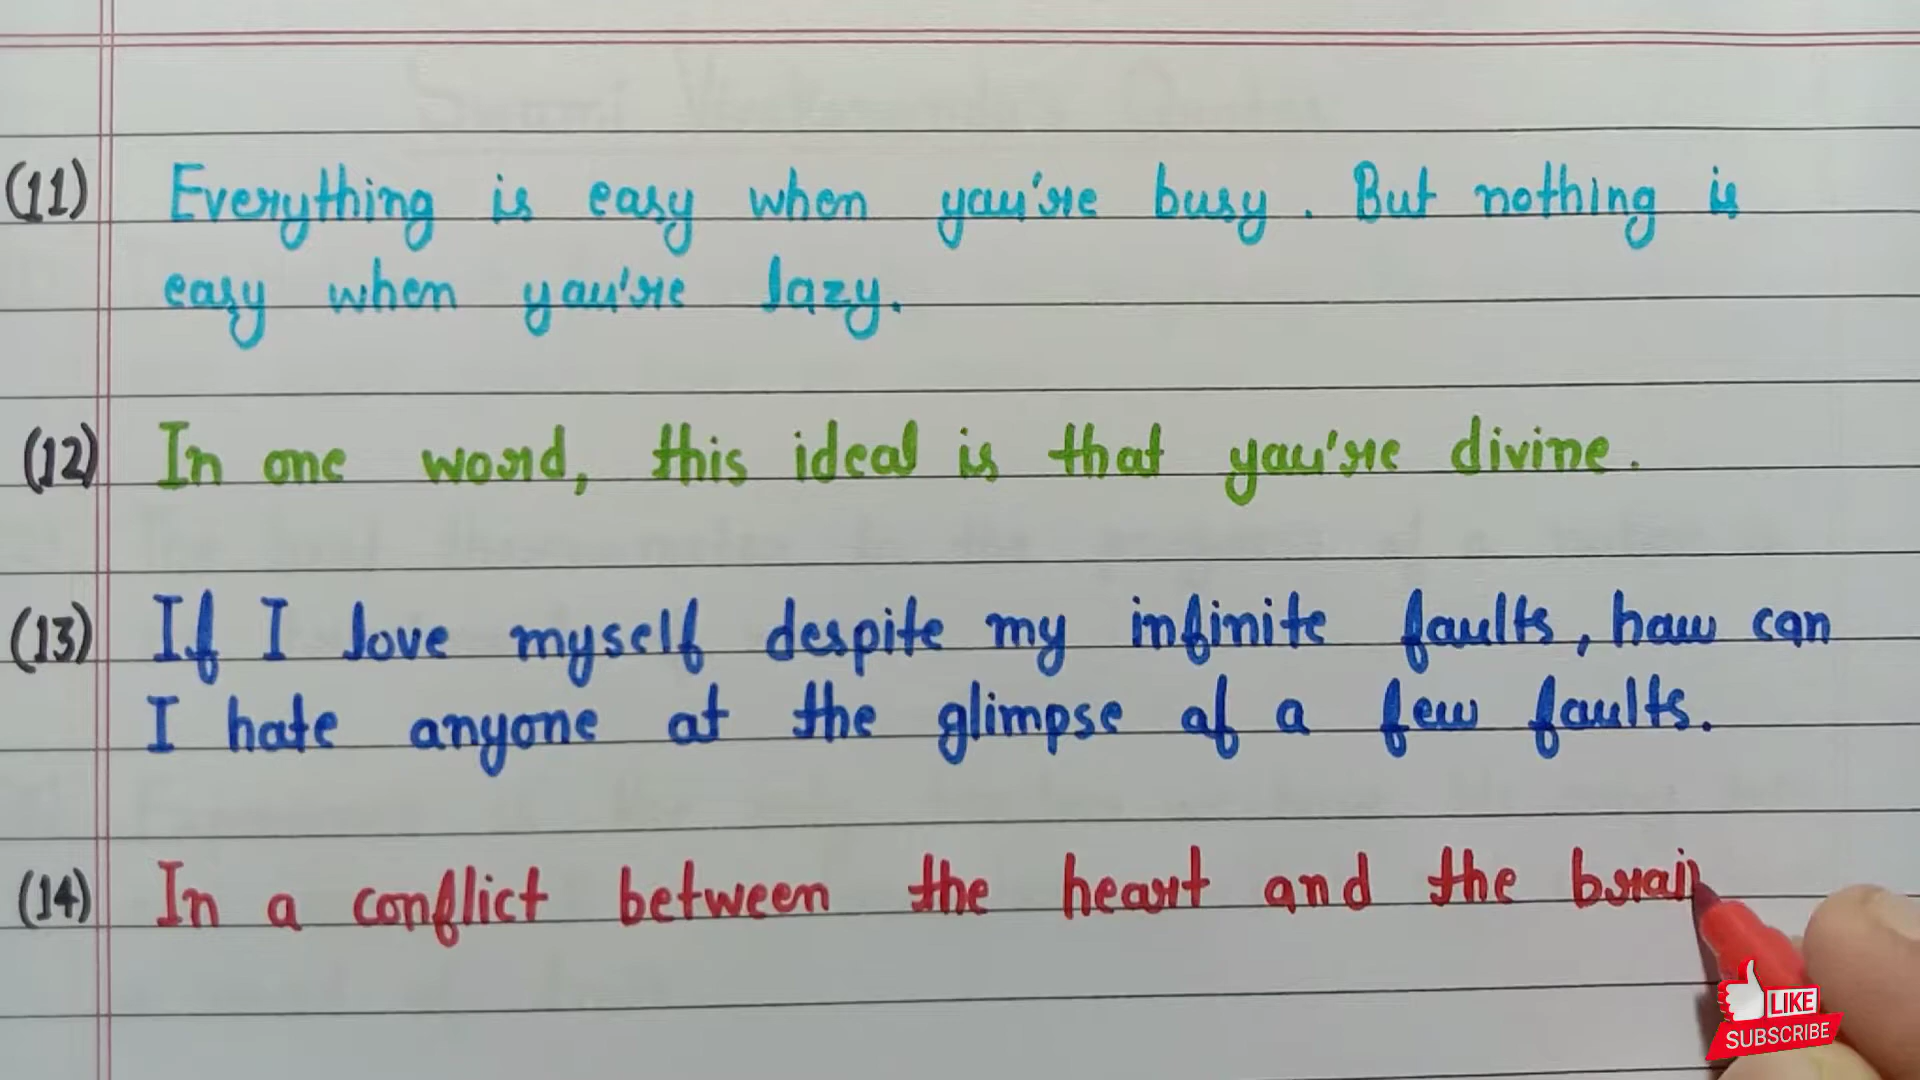 (11) Everything is easy when you're busy. But nothing is
easy when you're lazy.
(12) In one word, this ideal is that you're divine.
(13) If I love myself despite my infinite faults, how can
I hate anyone at the glimpse of a few faults.
(14) In a conflict between the heart and the brain
LIKE
SUBSCRIBE